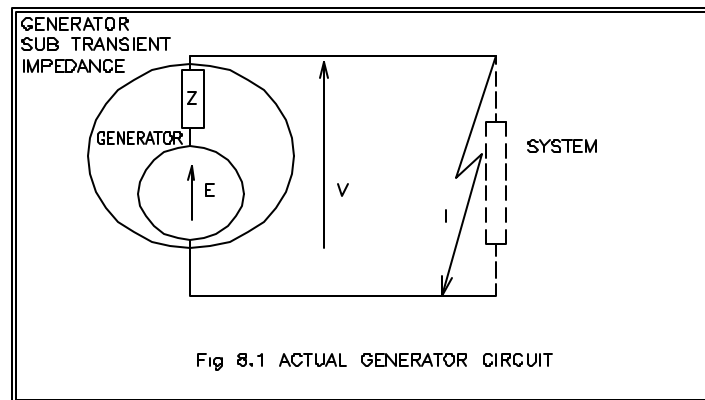 GENERATOR
SUB TRANSIENT
IMPEDANCE
Z
GENERATOR
E
V
I
SYSTEM
Fig 8.1 ACTUAL GENERATOR CIRCUIT